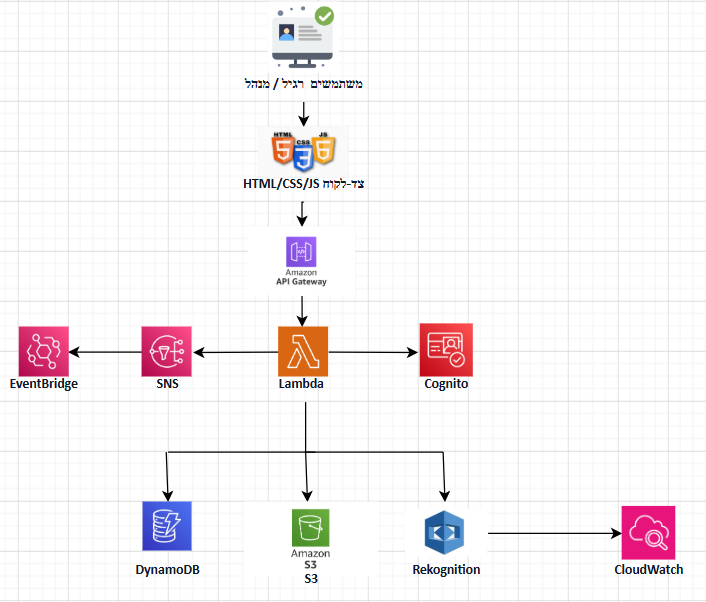 משתמשים רגיל / מנהל
HTML
CSS
JS
צד-לקוח HTML/CSS/JS
Amazon
API Gateway
EventBridge
SNS
Lambda
Cognito
DynamoDB
Amazon
S3
S3
Rekognition
CloudWatch